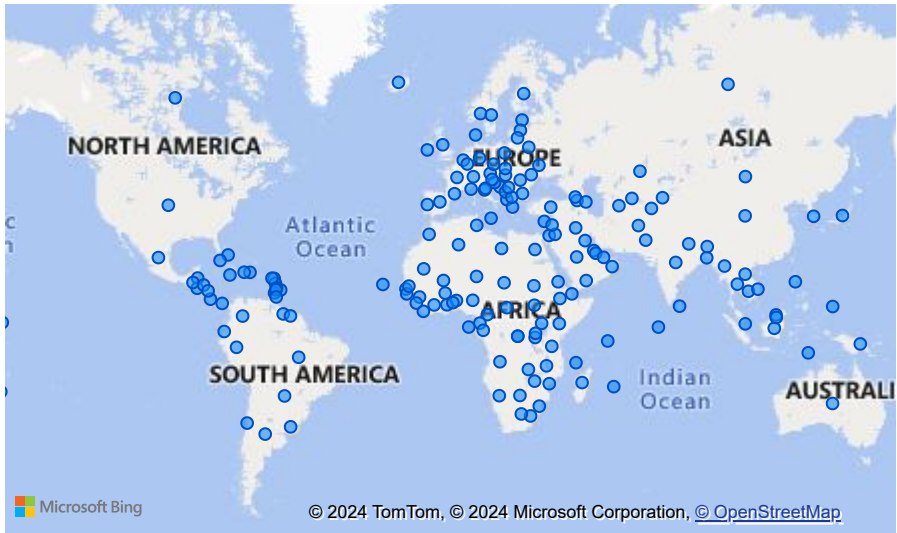 NORTH AMERICA
EUROPE
ASIA
Atlantic
Ocean
AFRICA
SOUTH AMERICA
Indian
Ocean
AUSTRALI
Microsoft Bing
© 2024 TomTom, © 2024 Microsoft Corporation, © OpenStreetMap